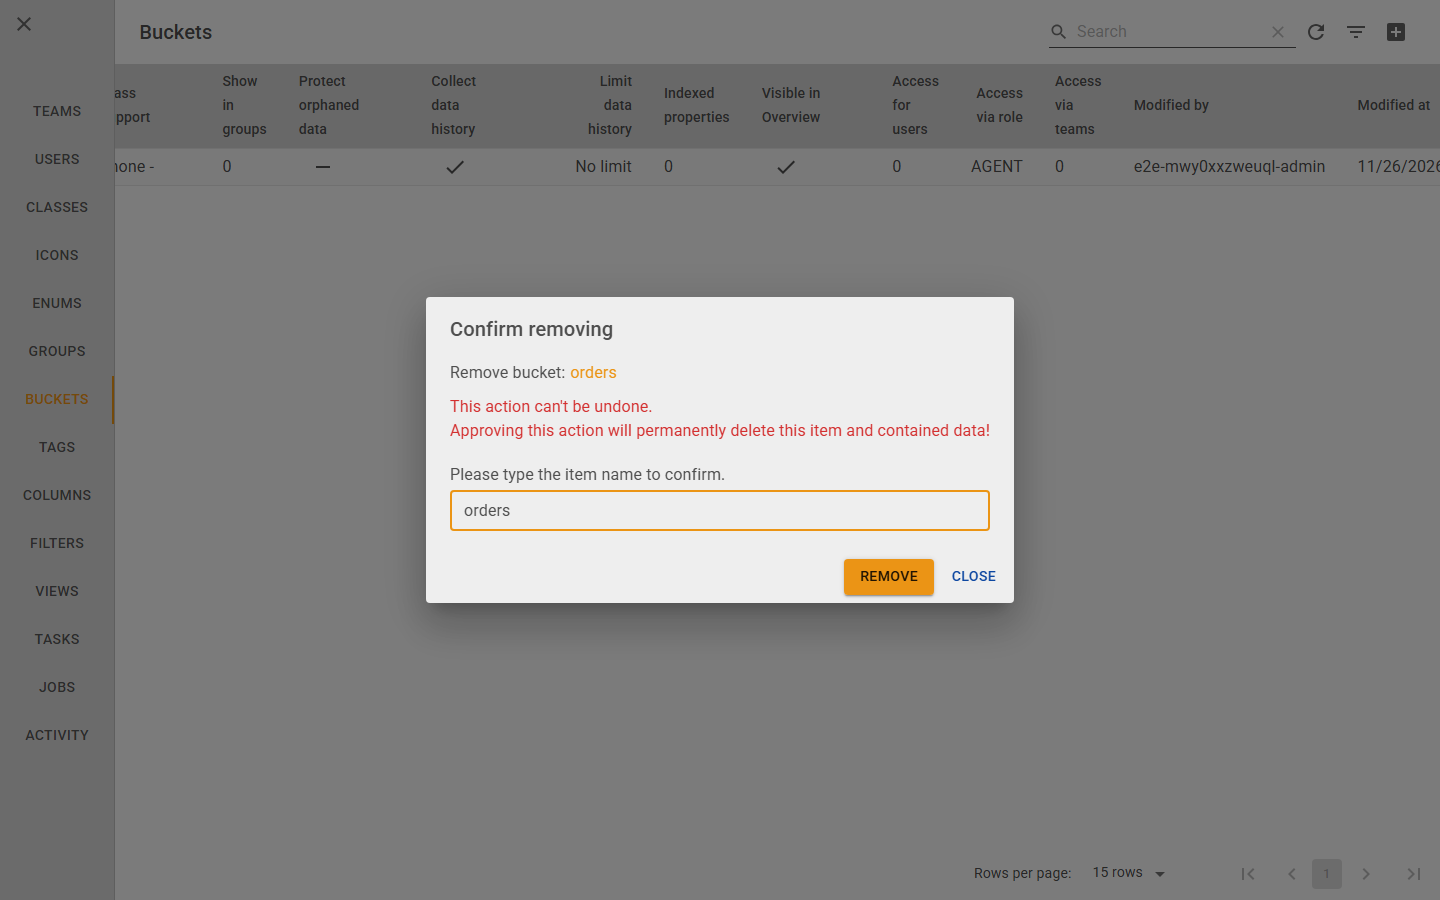 Buckets
Search
TEAMS
USERS
CLASSES
ICONS
ENUMS
GROUPS
BUCKETS
TAGS
COLUMNS
FILTERS
VIEWS
TASKS
JOBS
ACTIVITY
Show in groups
Protect orphaned data
Collect data history
Limit data history
Indexed properties
Visible in Overview
Access for users
Access via role
Access via teams
Modified by
Modified at
0
No limit
0
0
AGENT
0
e2e-mwy0xxzweuql-admin
11/26/2026
Confirm removing
Remove bucket: orders
This action can't be undone.
Approving this action will permanently delete this item and contained data!
Please type the item name to confirm.
orders
REMOVE
CLOSE
Rows per page:
15 rows
1